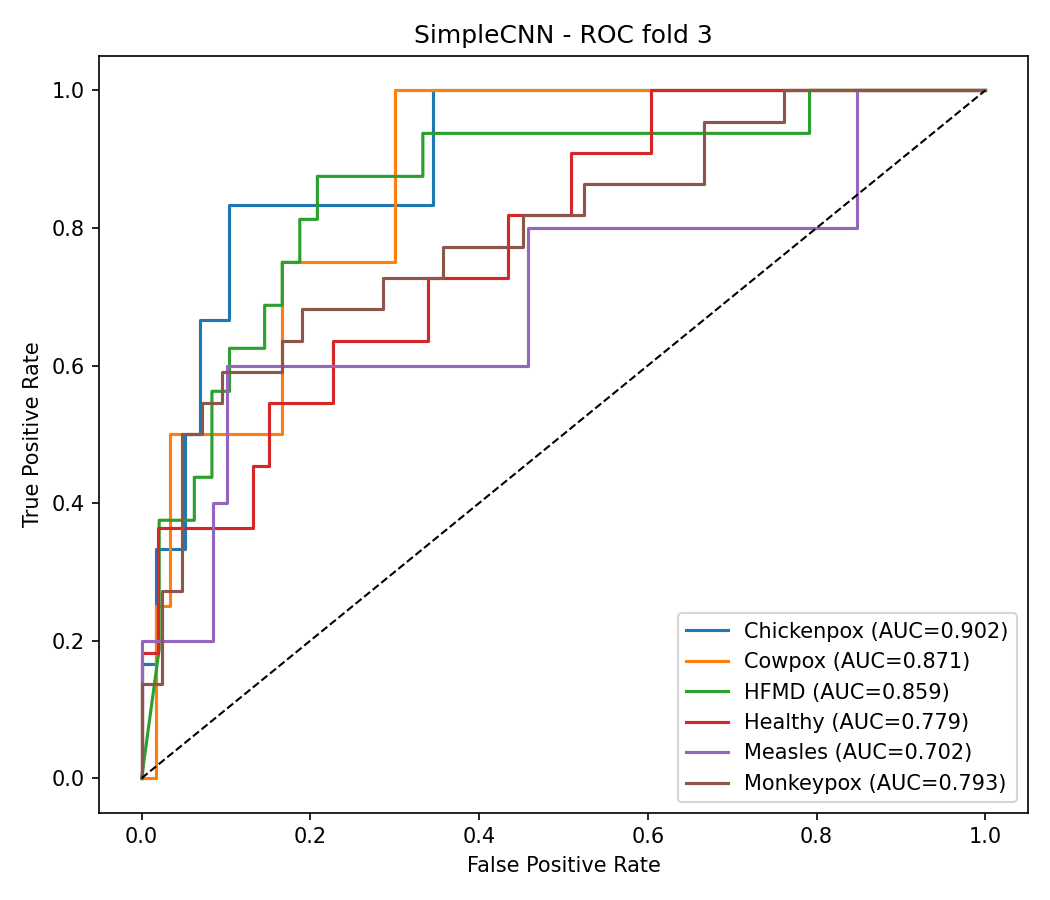 SimpleCNN - ROC fold 3
True Positive Rate
1.0
0.8
0.6
0.4
0.2
0.0
Chickenpox (AUC=0.902)
Cowpox (AUC=0.871)
HFMD (AUC=0.859)
Healthy (AUC=0.779)
Measles (AUC=0.702)
Monkeypox (AUC=0.793)
0.0 0.2 0.4 0.6 0.8 1.0
False Positive Rate